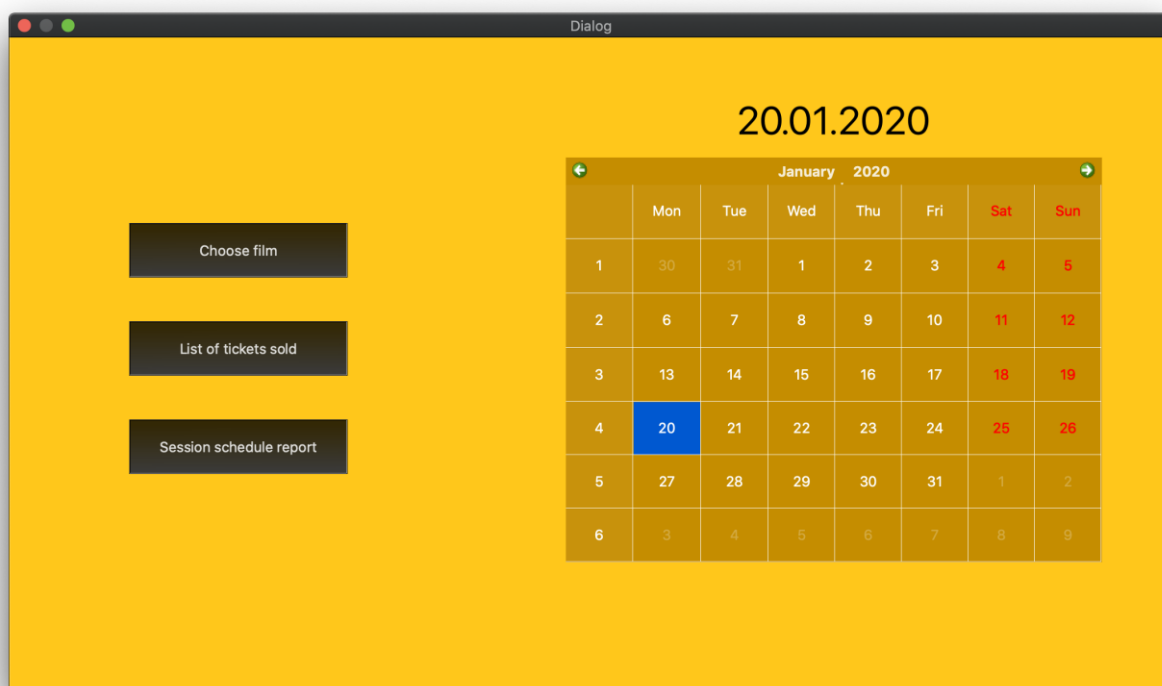 Dialog
Choose film
List of tickets sold
Session schedule report
20.01.2020
January 2020
Mon Tue Wed Thu Fri Sat Sun
1 30 31 1 2 3 4 5
2 6 7 8 9 10 11 12
3 13 14 15 16 17 18 19
4 20 21 22 23 24 25 26
5 27 28 29 30 31 1 2
6 3 4 5 6 7 8 9